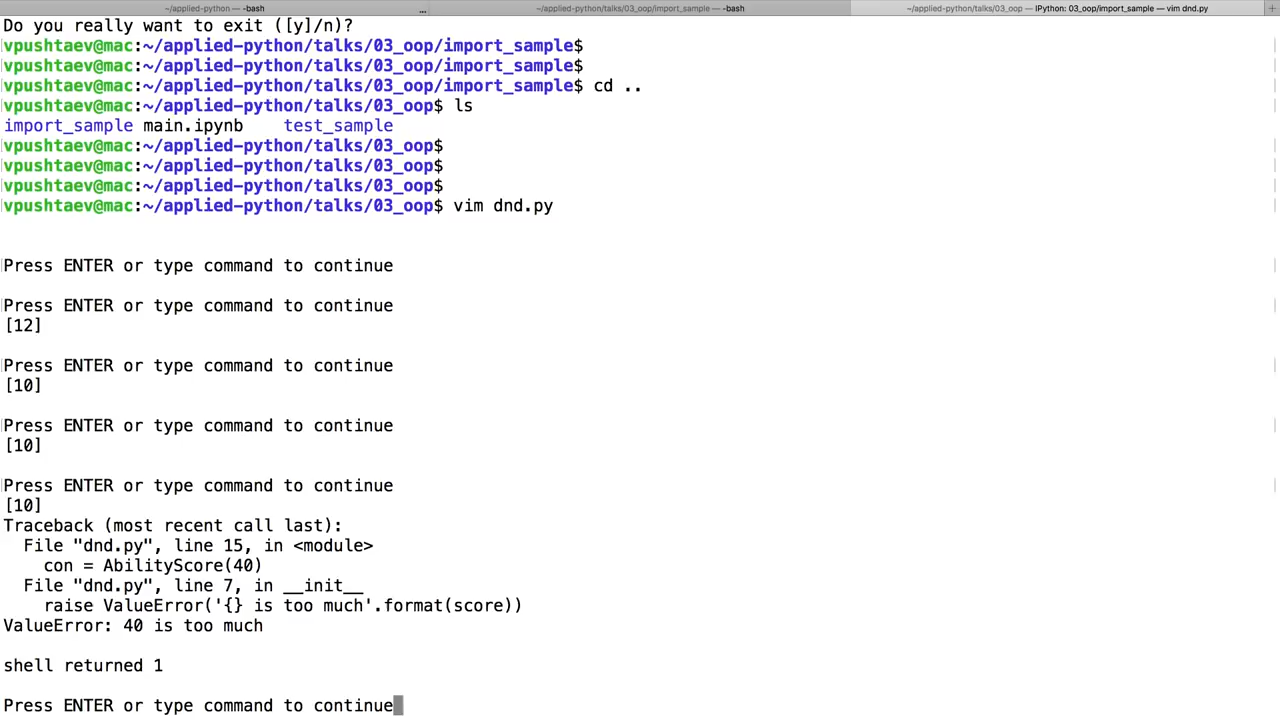 ~/applied-python — -bash
...
~/applied-python/talks/03_oop/import_sample — -bash
~/applied-python/talks/03_oop — IPython: 03_oop/import_sample — vim dnd.py
+
Do you really want to exit ([y]/n)?
vpushtaev@mac:~/applied-python/talks/03_oop/import_sample$
vpushtaev@mac:~/applied-python/talks/03_oop/import_sample$
vpushtaev@mac:~/applied-python/talks/03_oop/import_sample$ cd ..
vpushtaev@mac:~/applied-python/talks/03_oop$ ls
import_sample main.ipynb    test_sample
vpushtaev@mac:~/applied-python/talks/03_oop$
vpushtaev@mac:~/applied-python/talks/03_oop$
vpushtaev@mac:~/applied-python/talks/03_oop$
vpushtaev@mac:~/applied-python/talks/03_oop$ vim dnd.py
Press ENTER or type command to continue
Press ENTER or type command to continue
[12]
Press ENTER or type command to continue
[10]
Press ENTER or type command to continue
[10]
Press ENTER or type command to continue
[10]
Traceback (most recent call last):
  File "dnd.py", line 15, in <module>
    con = AbilityScore(40)
  File "dnd.py", line 7, in __init__
    raise ValueError('{} is too much'.format(score))
ValueError: 40 is too much
shell returned 1
Press ENTER or type command to continue